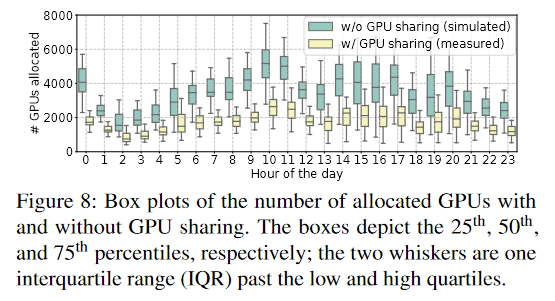 8000
6000
4000
2000
0
# GPUs allocated
w/o GPU sharing (simulated)
w/ GPU sharing (measured)
0 1 2 3 4 5 6 7 8 9 10 11 12 13 14 15 16 17 18 19 20 21 22 23
Hour of the day
Figure 8: Box plots of the number of allocated GPUs with
and without GPU sharing. The boxes depict the 25th, 50th,
and 75th percentiles, respectively; the two whiskers are one
interquartile range (IQR) past the low and high quartiles.